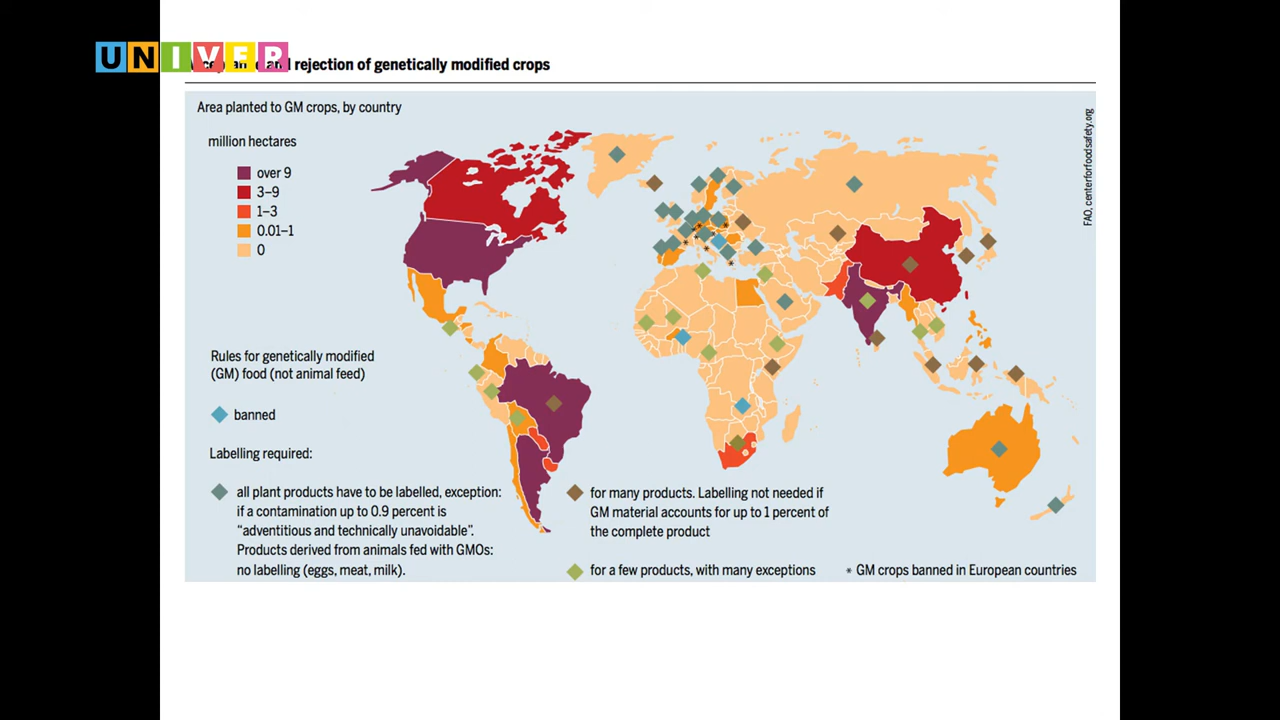 UNIVER
and rejection of genetically modified crops
Area planted to GM crops, by country
million hectares
over 9
3–9
1–3
0.01–1
0
FAO, centerforfoodsafety.org
Rules for genetically modified
(GM) food (not animal feed)
banned
Labelling required:
all plant products have to be labelled, exception:
if a contamination up to 0.9 percent is
“adventitious and technically unavoidable”.
Products derived from animals fed with GMOs:
no labelling (eggs, meat, milk).
for many products. Labelling not needed if
GM material accounts for up to 1 percent of
the complete product
for a few products, with many exceptions
* GM crops banned in European countries